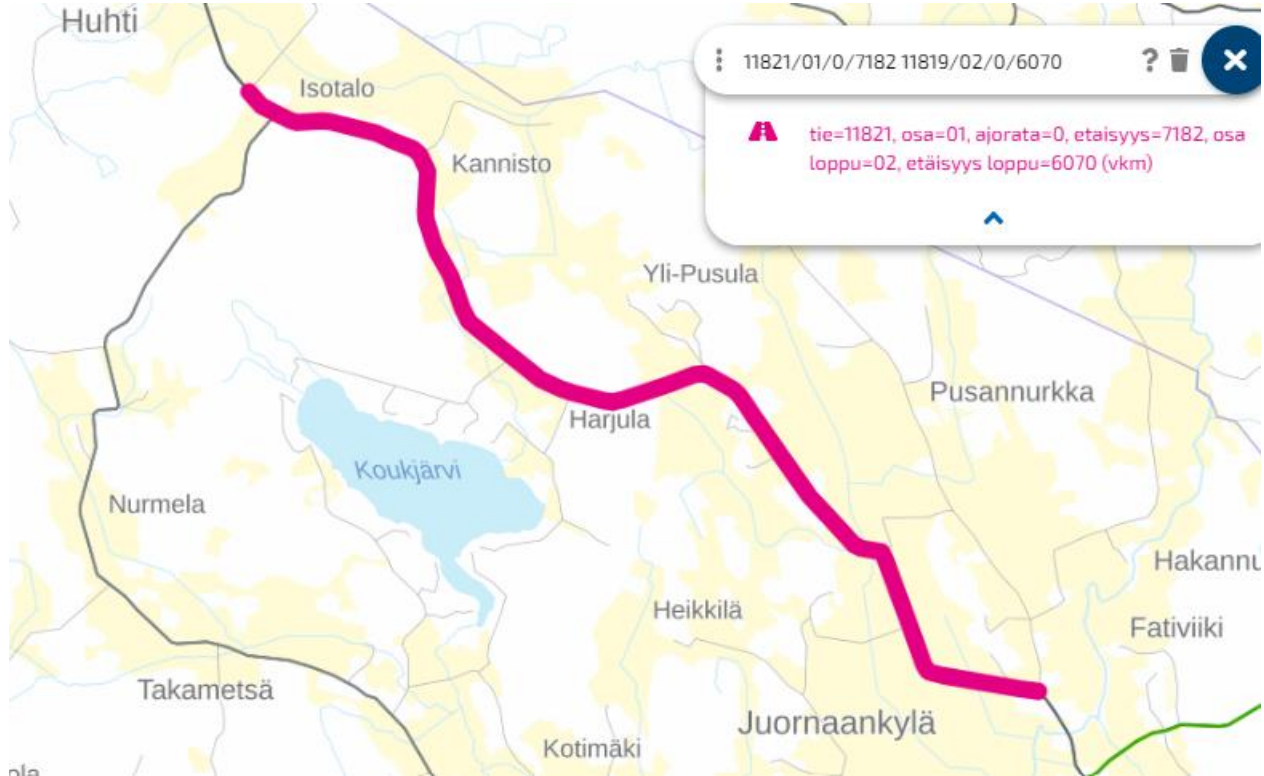 Huhti
11821/01/0/7182 11819/02/0/6070 ?
Isotalo
tie=11821, osa=01, ajorata=0, etaisyys=7182, osa
loppu=02, etäisyys loppu=6070 (vkm)
Kannisto
Yli-Pusula
Pusannurkka
Harjula
Koukjärvi
Nurmela
Hakannu
Heikkilä
Fativiiki
Takametsä
Juornaankylä
Kotimäki
ola